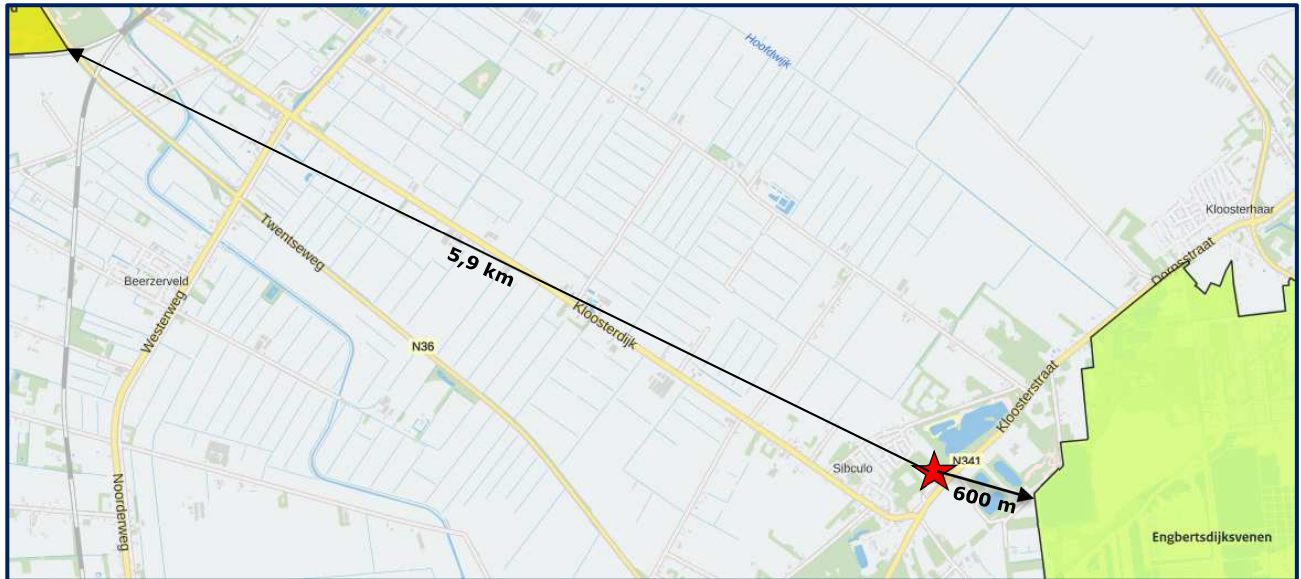 Hoofdwijk
Kloosterhaar
Dorpsstraat
Twentseweg
5,9 km
Beerzerveld
Westerweg
Kloosterdijk
N36
Kloosterstraat
Sibculo
N341
600 m
Noorderweg
Engbertsdijksvenen